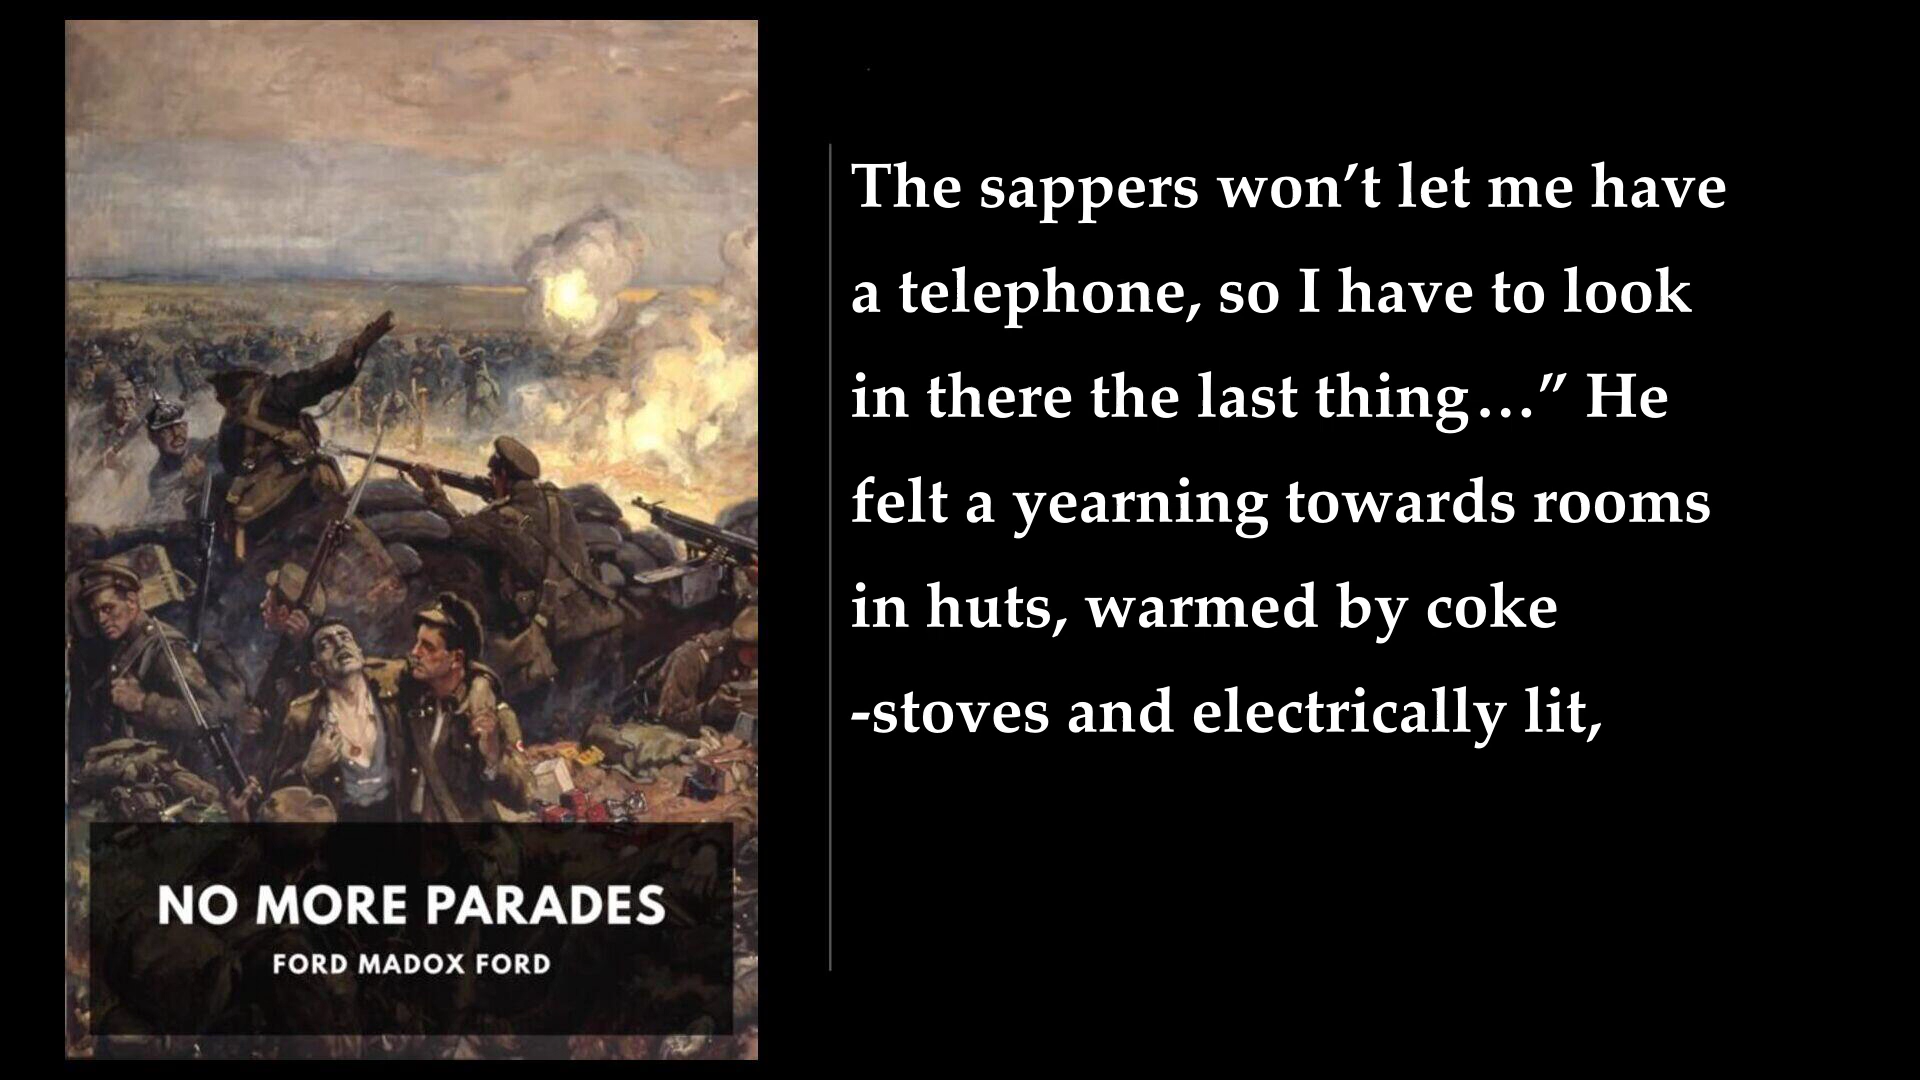 NO MORE PARADES
FORD MADOX FORD
The sappers won’t let me have
a telephone, so I have to look
in there the last thing…” He
felt a yearning towards rooms
in huts, warmed by coke
-stoves and electrically lit,